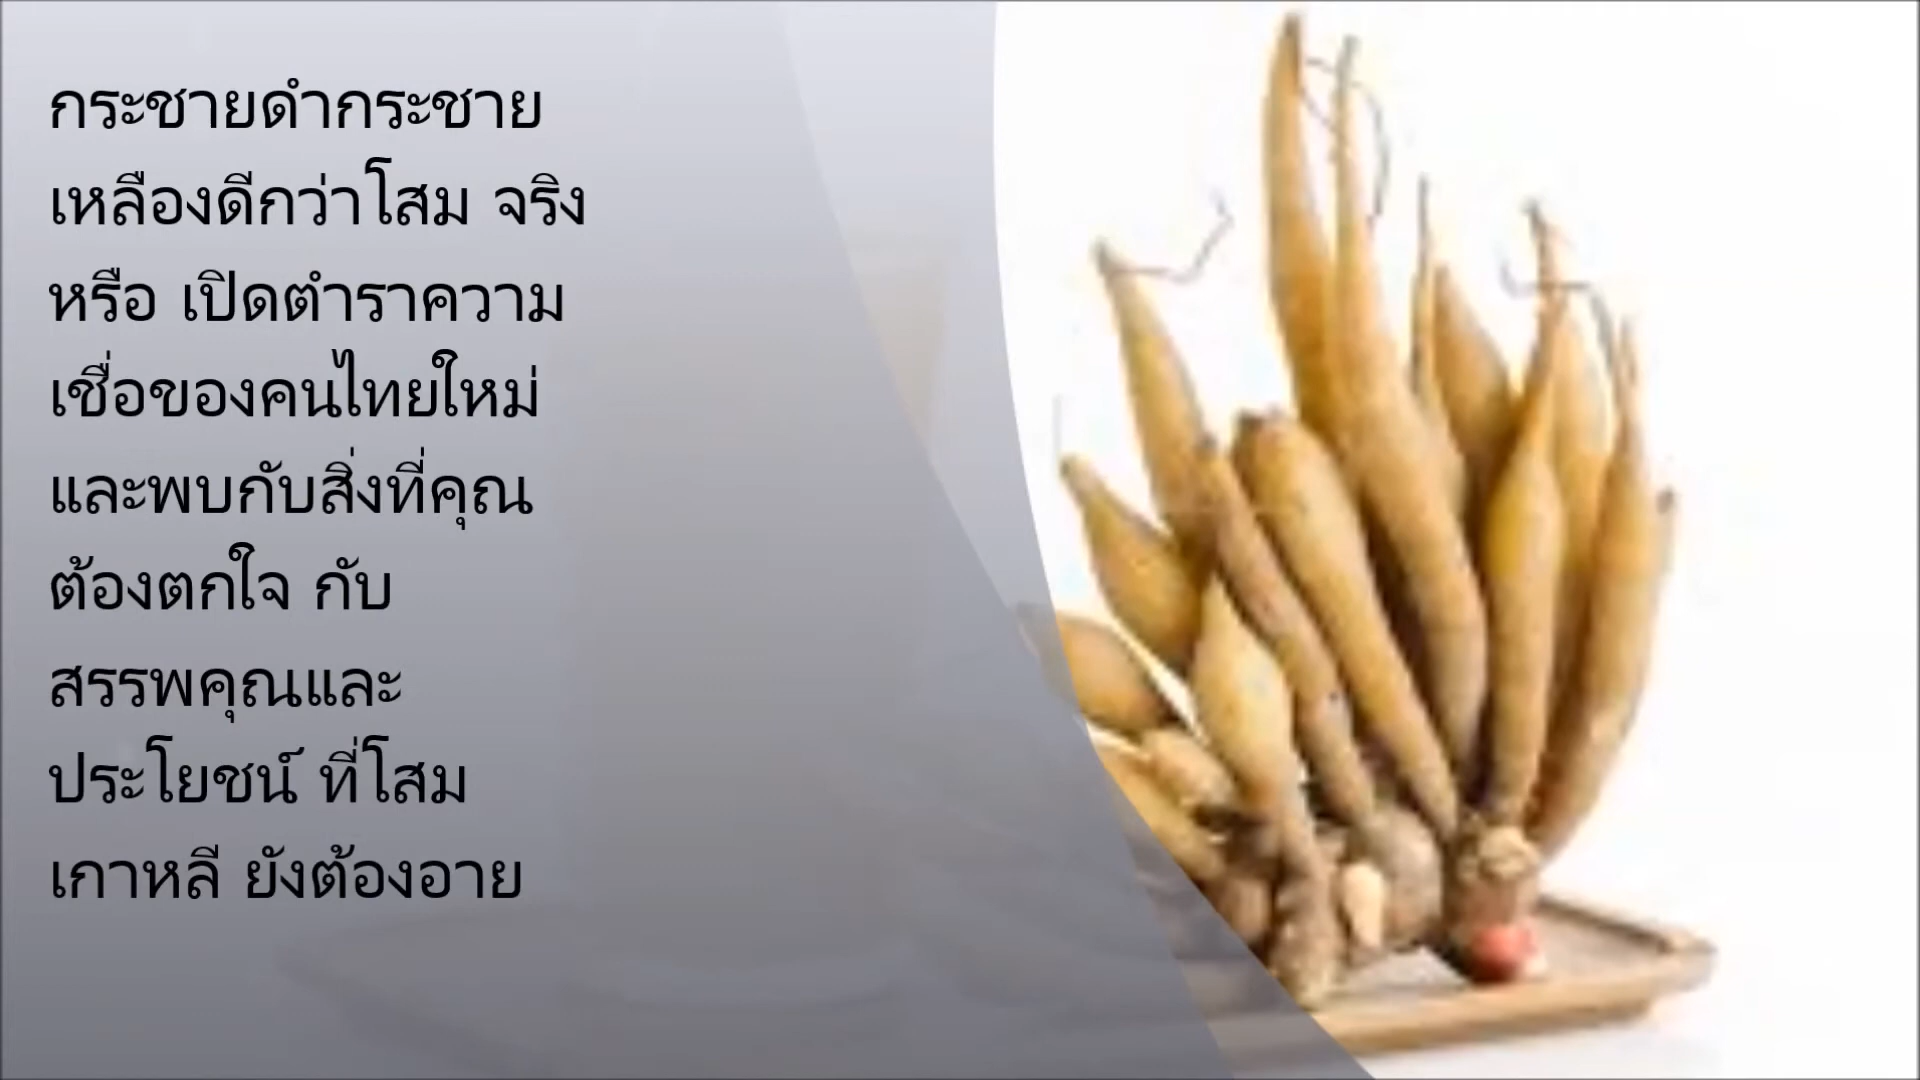 กระชายดำกระชาย
เหลืองดีกว่าโสม จริง
หรือ เปิดตำราความ
เชื่อของคนไทยใหม่
และพบกับสิ่งที่คุณ
ต้องตกใจ กับ
สรรพคุณและ
ประโยชน์ ที่โสม
เกาหลี ยังต้องอาย